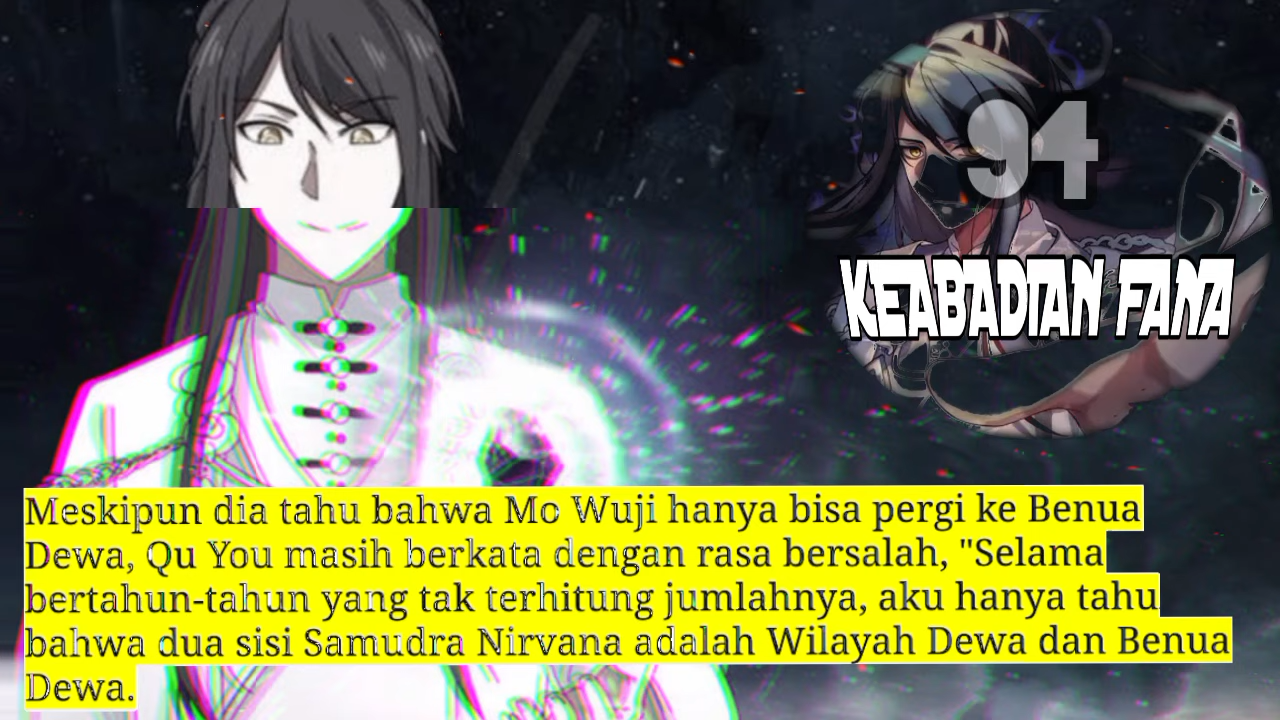 94
KEABADIAN FANA
Meskipun dia tahu bahwa Mo Wuji hanya bisa pergi ke Benua
Dewa, Qu You masih berkata dengan rasa bersalah, "Selama
bertahun-tahun yang tak terhitung jumlahnya, aku hanya tahu
bahwa dua sisi Samudra Nirvana adalah Wilayah Dewa dan Benua
Dewa.